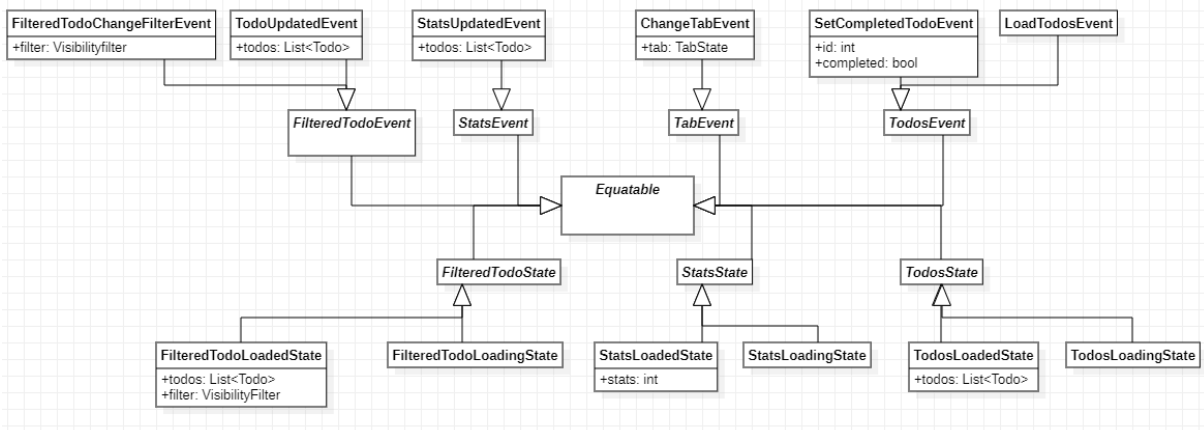 FilteredTodoChangeFilterEvent
+filter: Visibilityfilter
TodoUpdatedEvent
+todos: List<Todo>
StatsUpdatedEvent
+todos: List<Todo>
ChangeTabEvent
+tab: TabState
SetCompletedTodoEvent
+id: int
+completed: bool
LoadTodosEvent
FilteredTodoEvent
StatsEvent
TabEvent
TodosEvent
Equatable
FilteredTodoState
StatsState
TodosState
FilteredTodoLoadedState
+todos: List<Todo>
+filter: VisibilityFilter
FilteredTodoLoadingState
StatsLoadedState
+stats: int
StatsLoadingState
TodosLoadedState
+todos: List<Todo>
TodosLoadingState